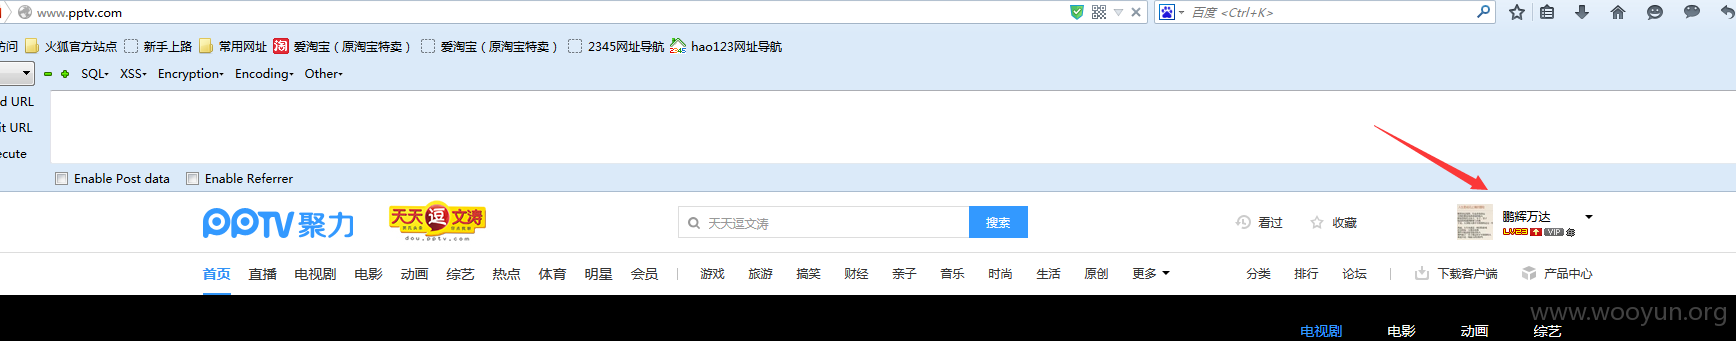 www.pptv.com
百度 <Ctrl+K>
访问 火狐官方站点 新手上路 常用网址 淘 爱淘宝（原淘宝特卖） 爱淘宝（原淘宝特卖） 2345网址导航 2345 hao123网址导航
SQL XSS Encryption Encoding Other
d URL
it URL
ecute
Enable Post data Enable Referrer
PPTV 聚力 天天逗文涛 dou.pptv.com 天天逗文涛 搜索 看过 收藏 鹏辉万达
LV23 VIP
首页 直播 电视剧 电影 动画 综艺 热点 体育 明星 会员 游戏 旅游 搞笑 财经 亲子 音乐 时尚 生活 原创 更多 分类 排行 论坛 下载客户端 产品中心
www.wooyun.org
电视剧 电影 动画 综艺